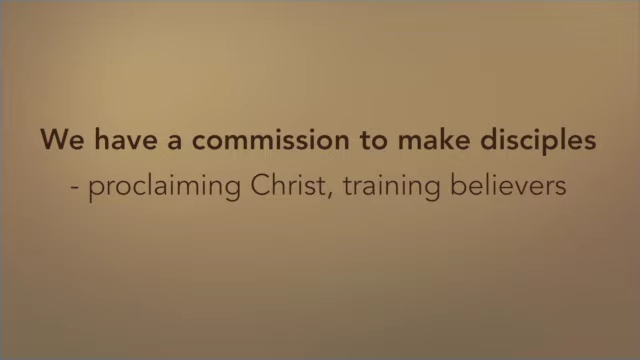 We have a commission to make disciples
- proclaiming Christ, training believers